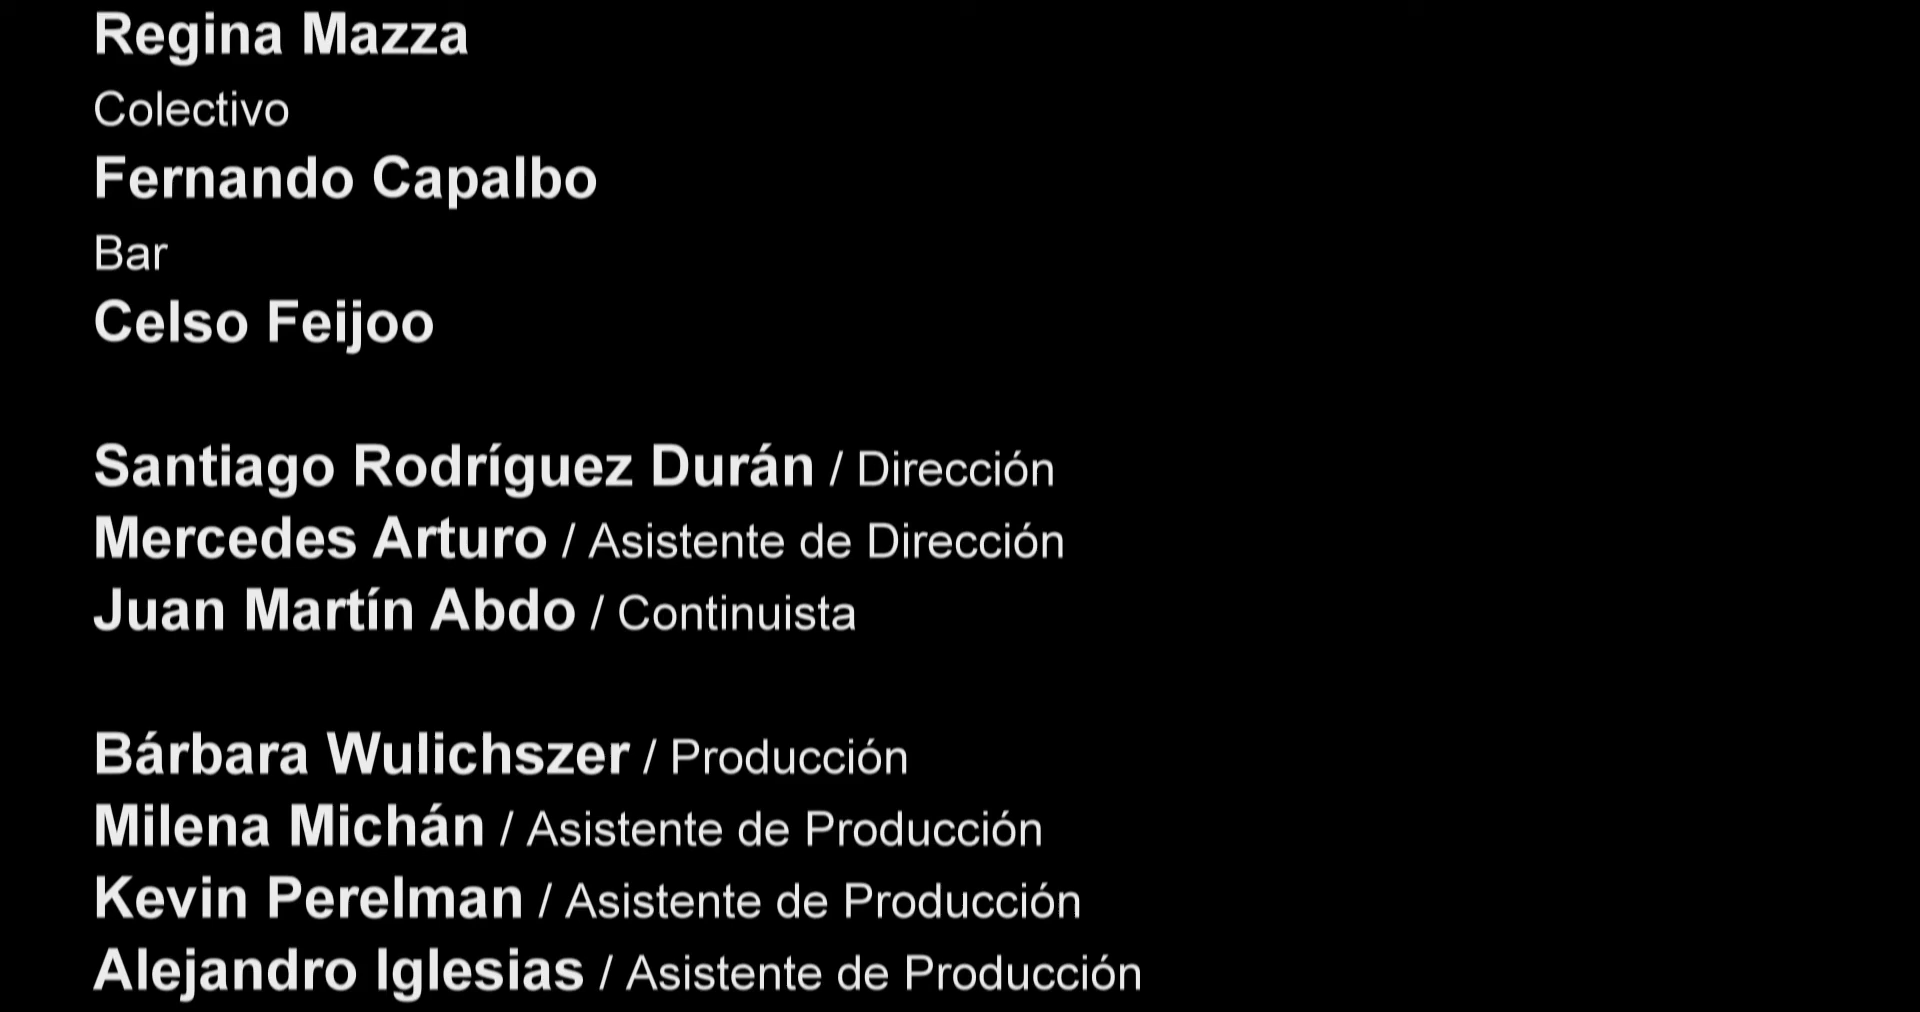 Regina Mazza
Colectivo
Fernando Capalbo
Bar
Celso Feijoo
Santiago Rodríguez Durán / Dirección
Mercedes Arturo / Asistente de Dirección
Juan Martín Abdo / Continuista
Bárbara Wulichszer / Producción
Milena Michán / Asistente de Producción
Kevin Perelman / Asistente de Producción
Alejandro Iglesias / Asistente de Producción